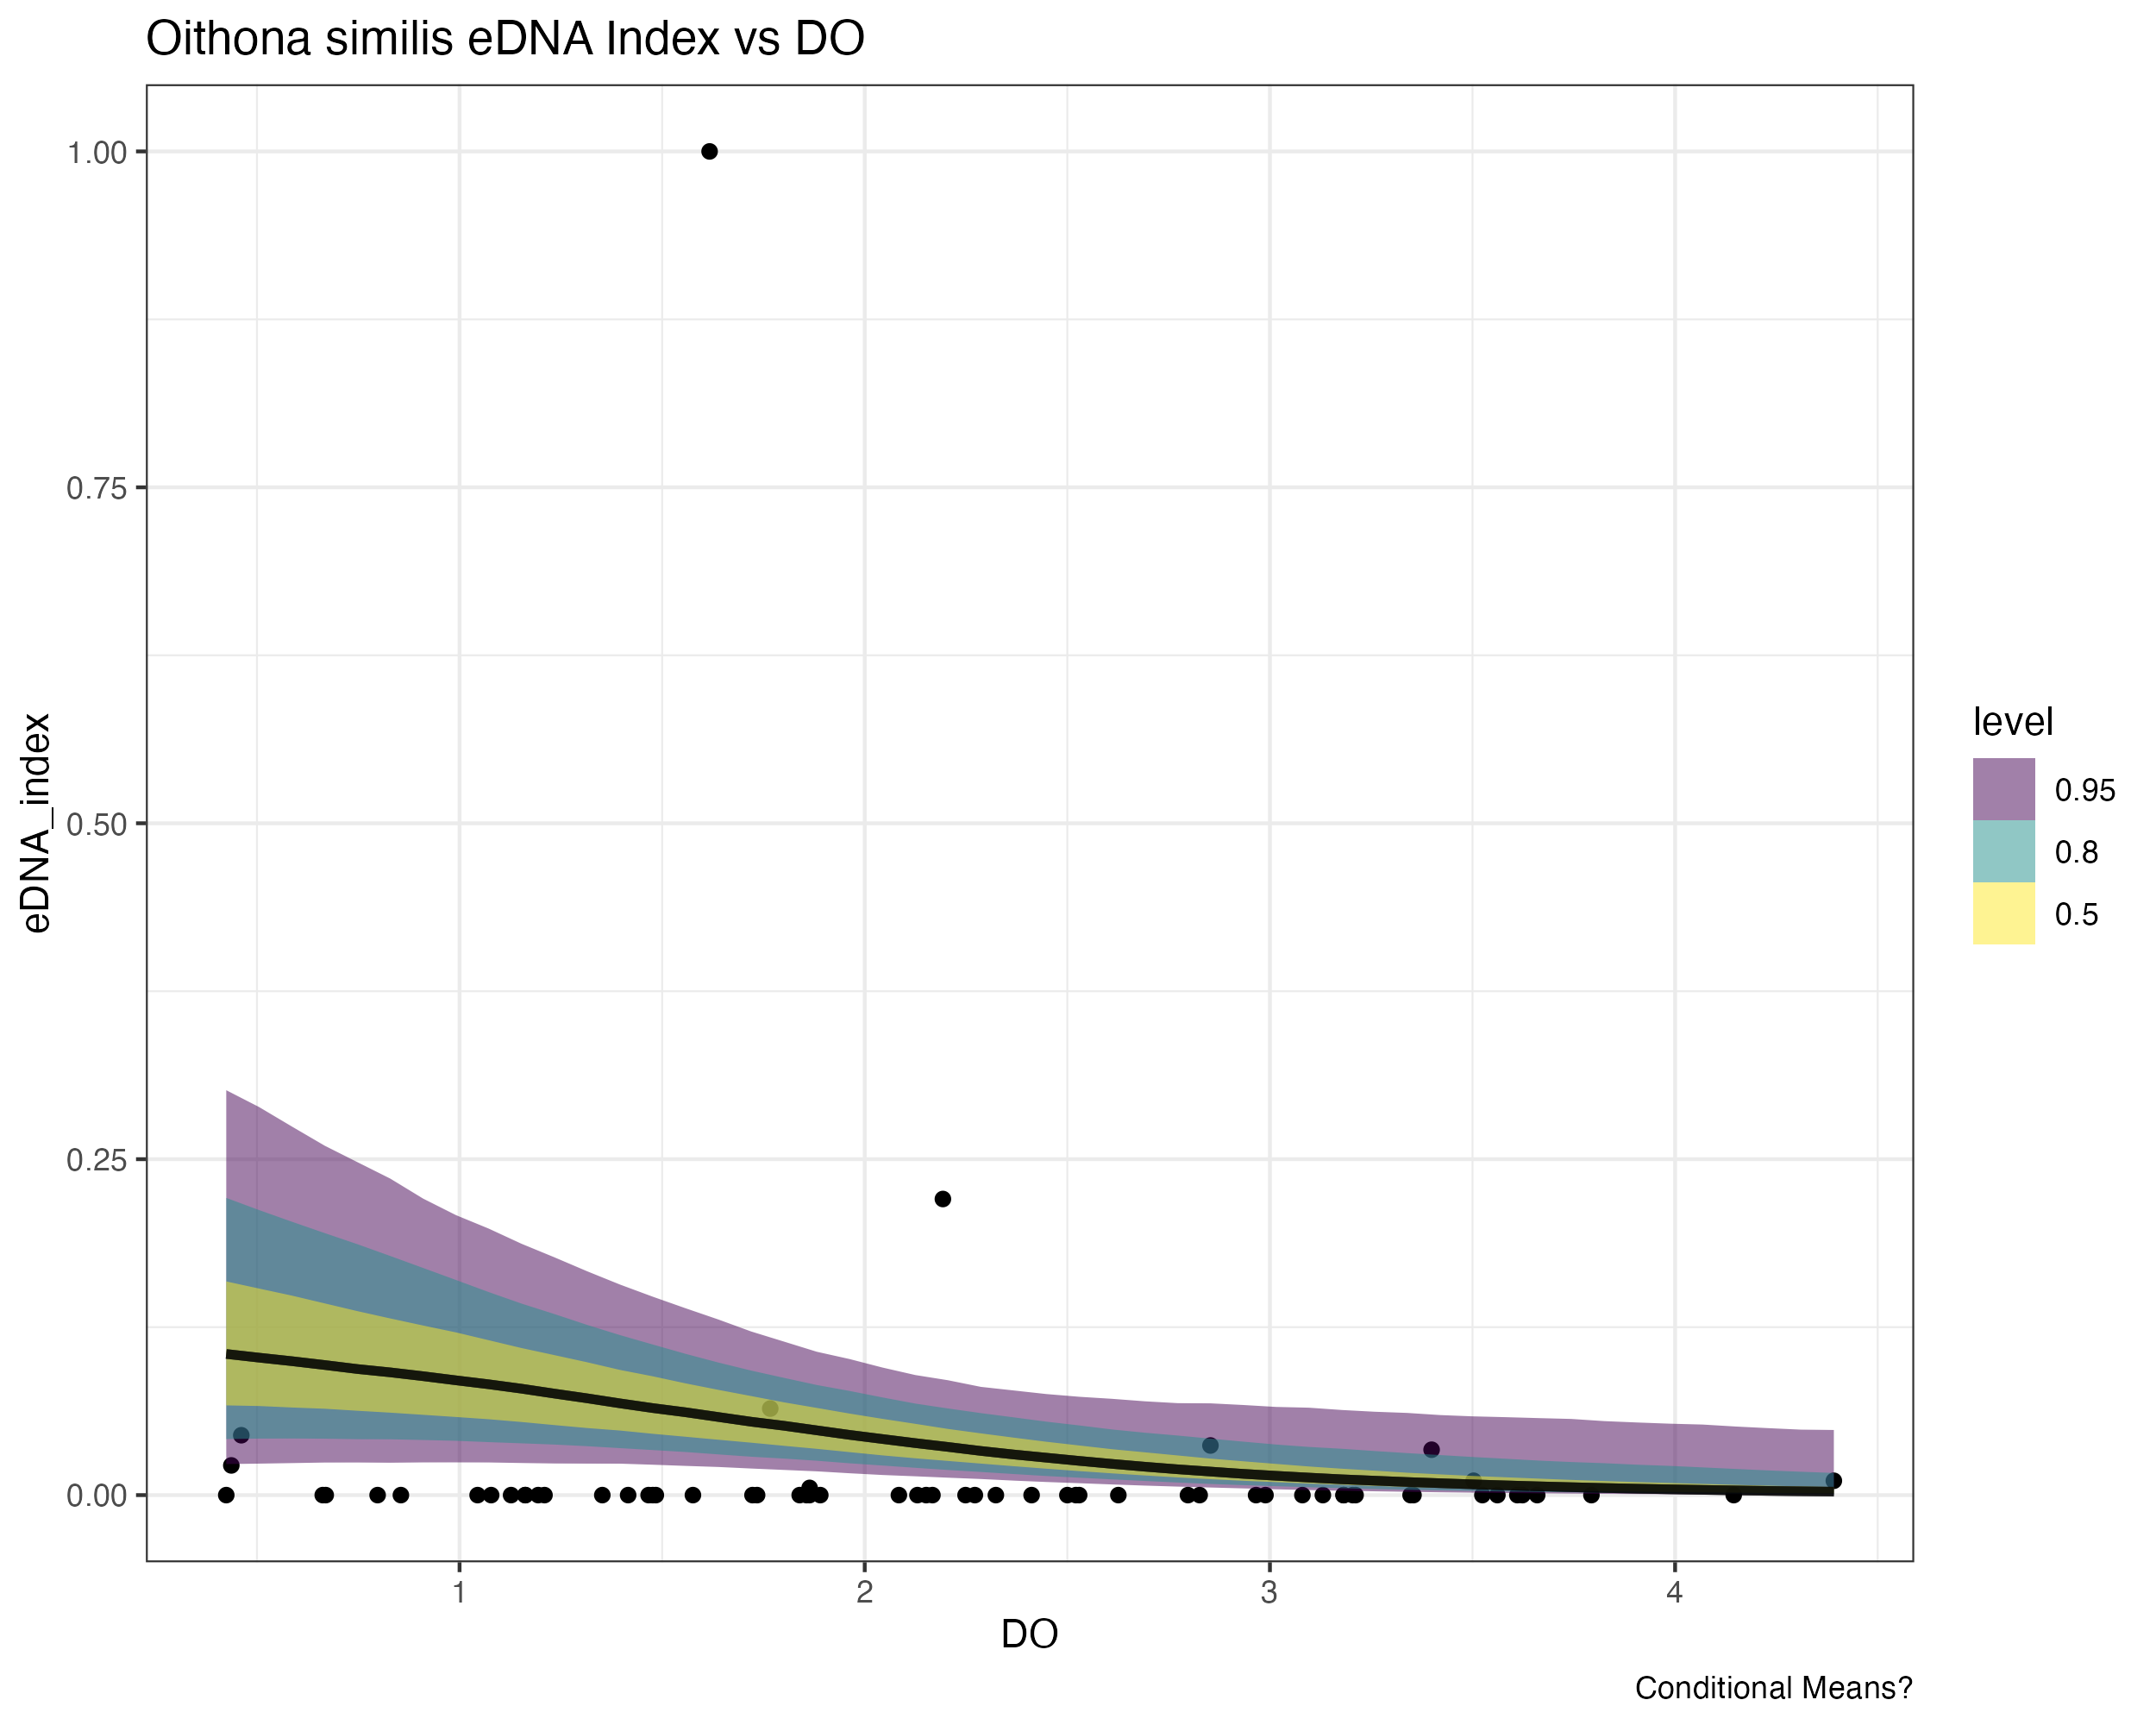 Oithona similis eDNA Index vs DO
1.00
0.75
0.50
0.25
0.00
eDNA_index
1 2 3 4
DO
level
0.95
0.8
0.5
Conditional Means?